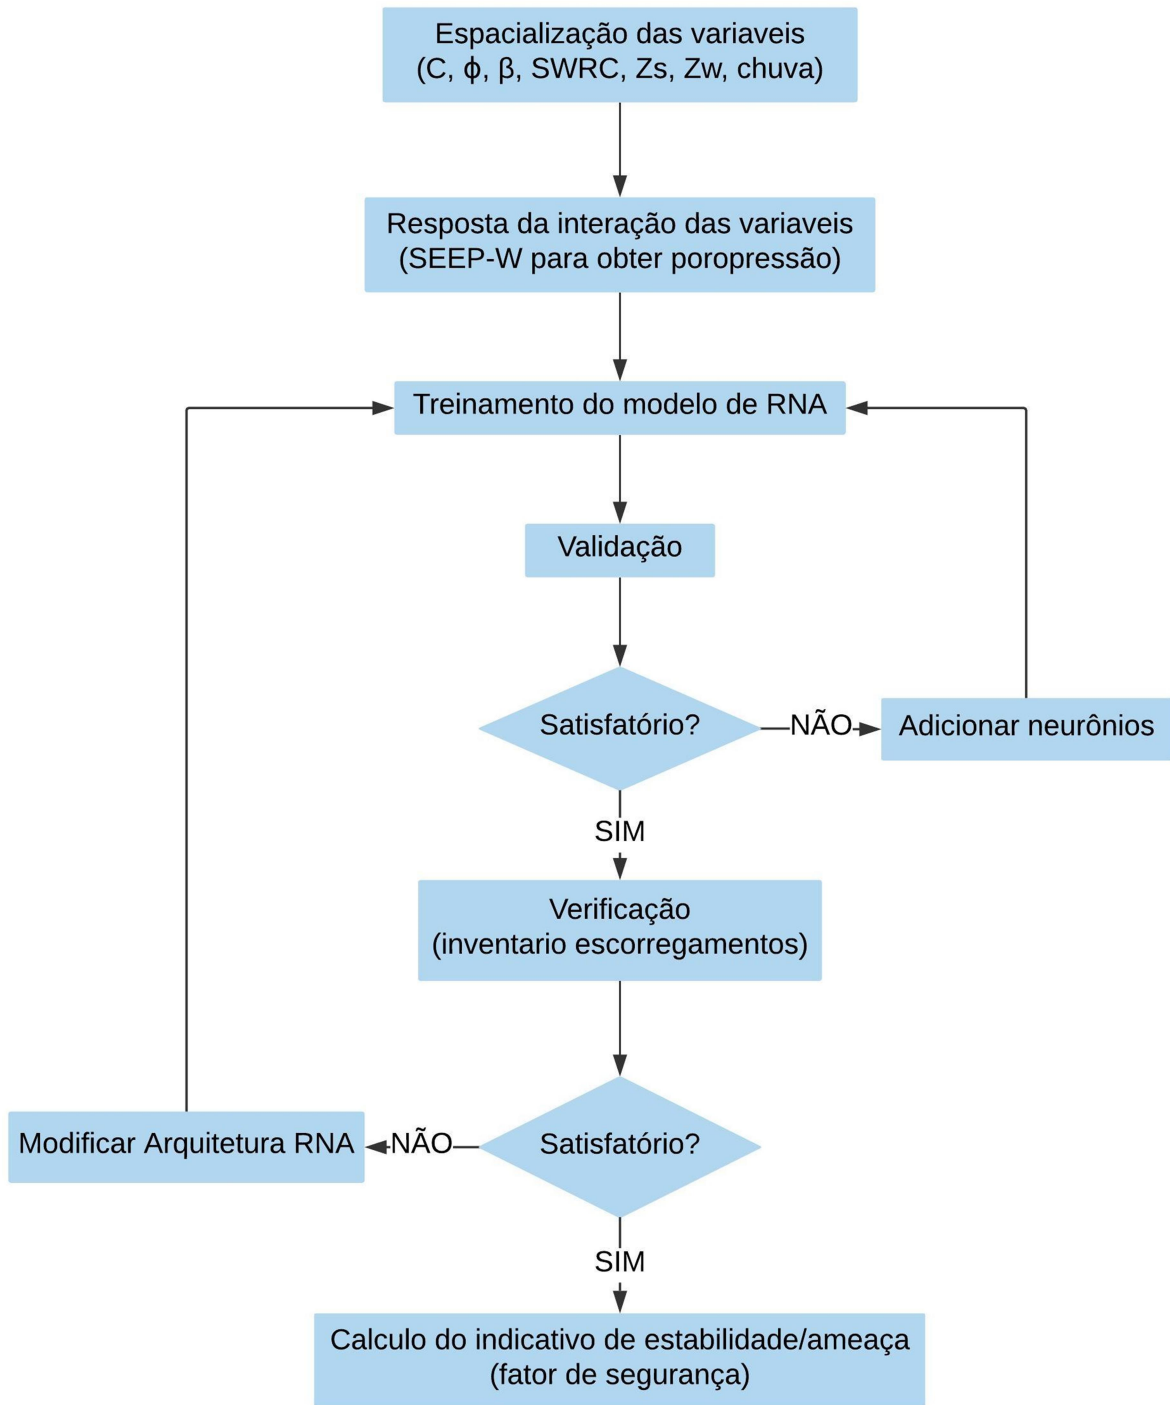 Espacialização das variaveis
(C, ϕ, β, SWRC, Zs, Zw, chuva)
Resposta da interação das variaveis
(SEEP-W para obter poropressão)
Treinamento do modelo de RNA
Validação
Satisfatório?
NÃO
Adicionar neurônios
SIM
Verificação
(inventario escorregamentos)
Modificar Arquitetura RNA
NÃO
Satisfatório?
SIM
Calculo do indicativo de estabilidade/ameaça
(fator de segurança)